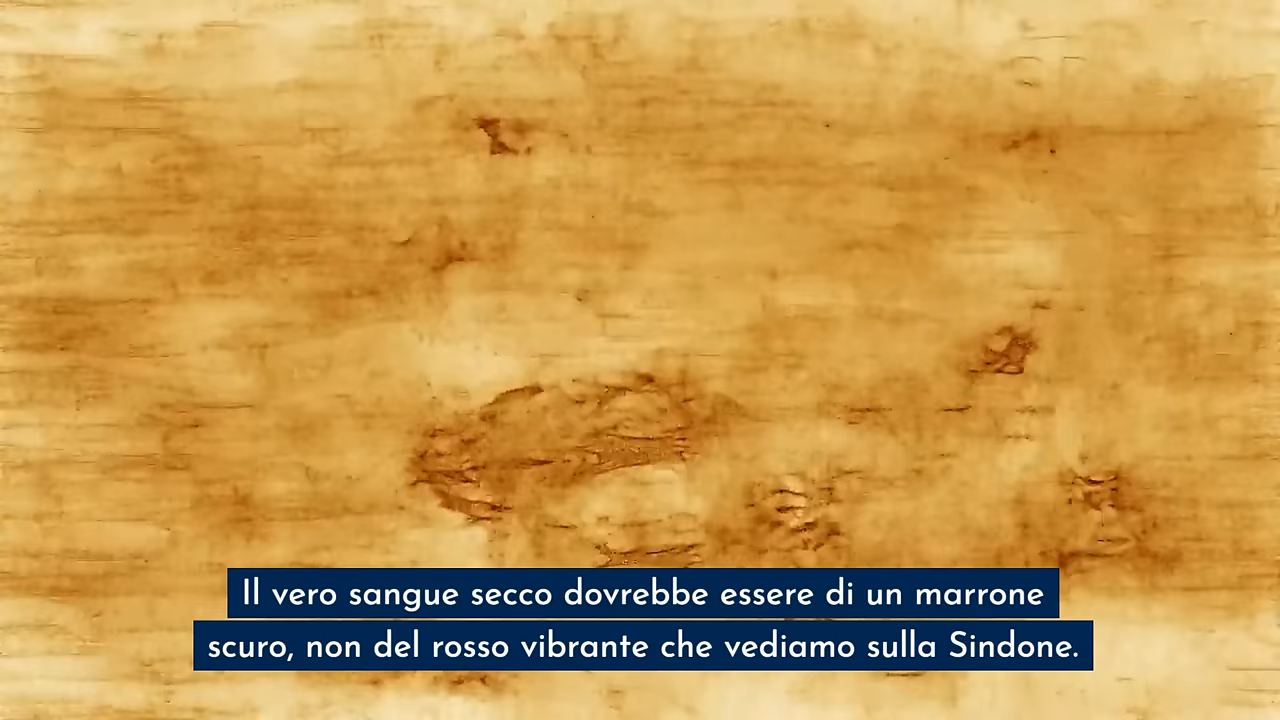 Il vero sangue secco dovrebbe essere di un marrone
scuro, non del rosso vibrante che vediamo sulla Sindone.